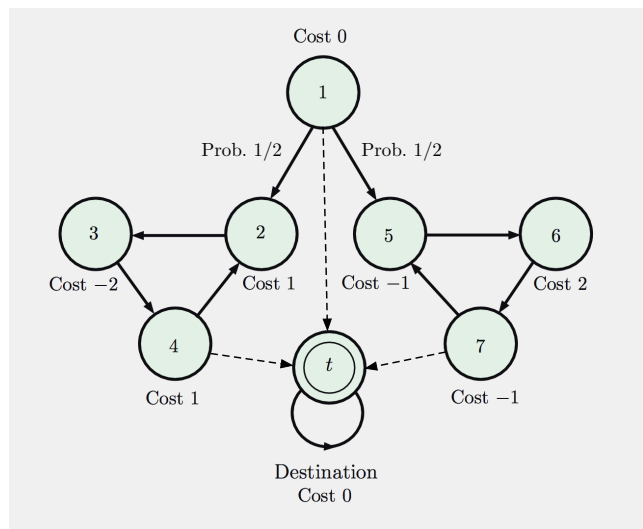 Cost 0
1
Prob. 1/2
Prob. 1/2
3
2
5
6
Cost −2
Cost 1
Cost −1
Cost 2
4
t
7
Cost 1
Cost −1
Destination
Cost 0